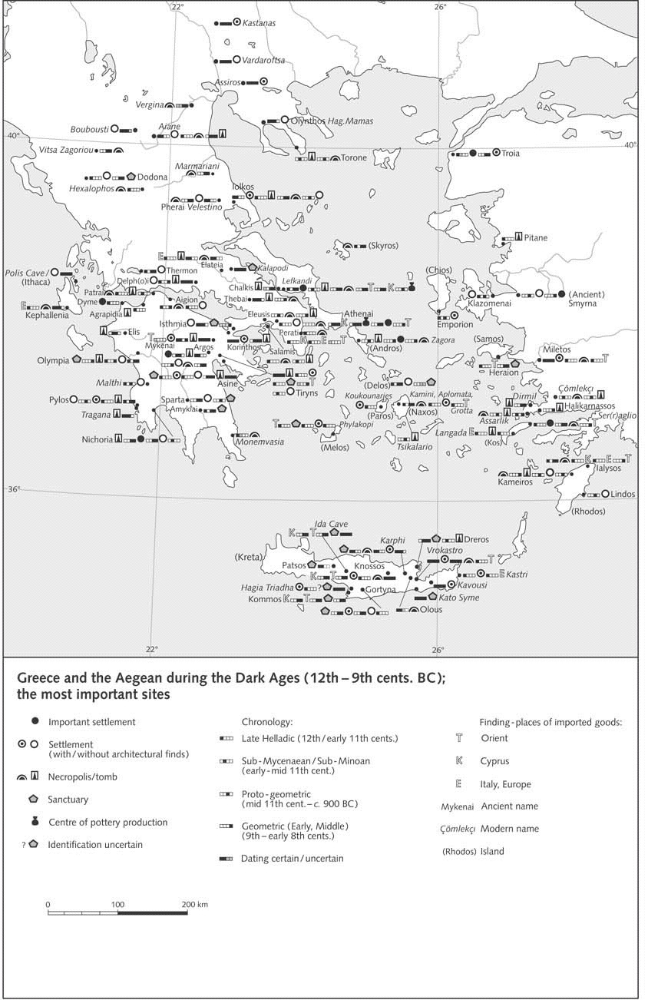 22°
26°
Kastanas
Vardaroftsa
Assiros
Vergina
Olynthos Hag.Mamas
Boubousti
Aiane
40°
40°
Vitsa Zagoriou
Troia
Torone
Marmariani
Dodona
Hexalophos
Iolkos
Pherai Velestino
Pitane
(Skyros)
E
Elateia
Kalapodi
Polis Cave/
(Ithaca)
Thermon
(Chios)
Delph(o)i
Chalkis
Lefkandi
T
K
Patrai
Thebai
Klazomenai
(Ancient)
Smyrna
Dyme
Aigion
E
Kephallenia
Agrapidia
Eleusis
Athenai
Emporion
K
T
Isthmia
Elis
Perati
K E T
T
Mykenai
Argos
Korinthos
(Andros)
Zagora
(Samos)
Salamis
Miletos
T
Olympia
Heraion
T
Asine
T
Malthi
(Delos)
Tiryns
Koukounaries
Kamini, Aplomata,
Grotta
T
Dirmil
Çömlekçı
Pylos
Sparta
Amyklai
(Paros)
(Naxos)
Halikarnassos
Tragana
Assarlik
Ser(r)aglio
T
T
Phylakopi
Langada E
(Kos)
Nichoria
Monemvasia
(Melos)
Tsikalario
K E T
Ialysos
Kameiros
36°
Lindos
(Rhodos)
Ida Cave
K T
Karphi
Dreros
Vrokastro
T
(Kreta)
Patsos
Knossos
K T
E Kastri
Hagia Triadha
?
Gortyna
Kavousi
Kommos K T
Kato Syme
Olous
22°
26°
Greece and the Aegean during the Dark Ages (12th – 9th cents. BC);
the most important sites
Important settlement
Settlement
(with/without architectural finds)
Necropolis/tomb
Sanctuary
Centre of pottery production
? Identification uncertain
Chronology:
Late Helladic (12th/early 11th cents.)
Sub-Mycenaean/Sub-Minoan
(early-mid 11th cent.)
Proto-geometric
(mid 11th cent.–c. 900 BC)
Geometric (Early, Middle)
(9th–early 8th cents.)
Dating certain/uncertain
Finding-places of imported goods:
T Orient
K Cyprus
E Italy, Europe
Mykenai Ancient name
Çömlekçı Modern name
(Rhodos) Island
0 100 200 km